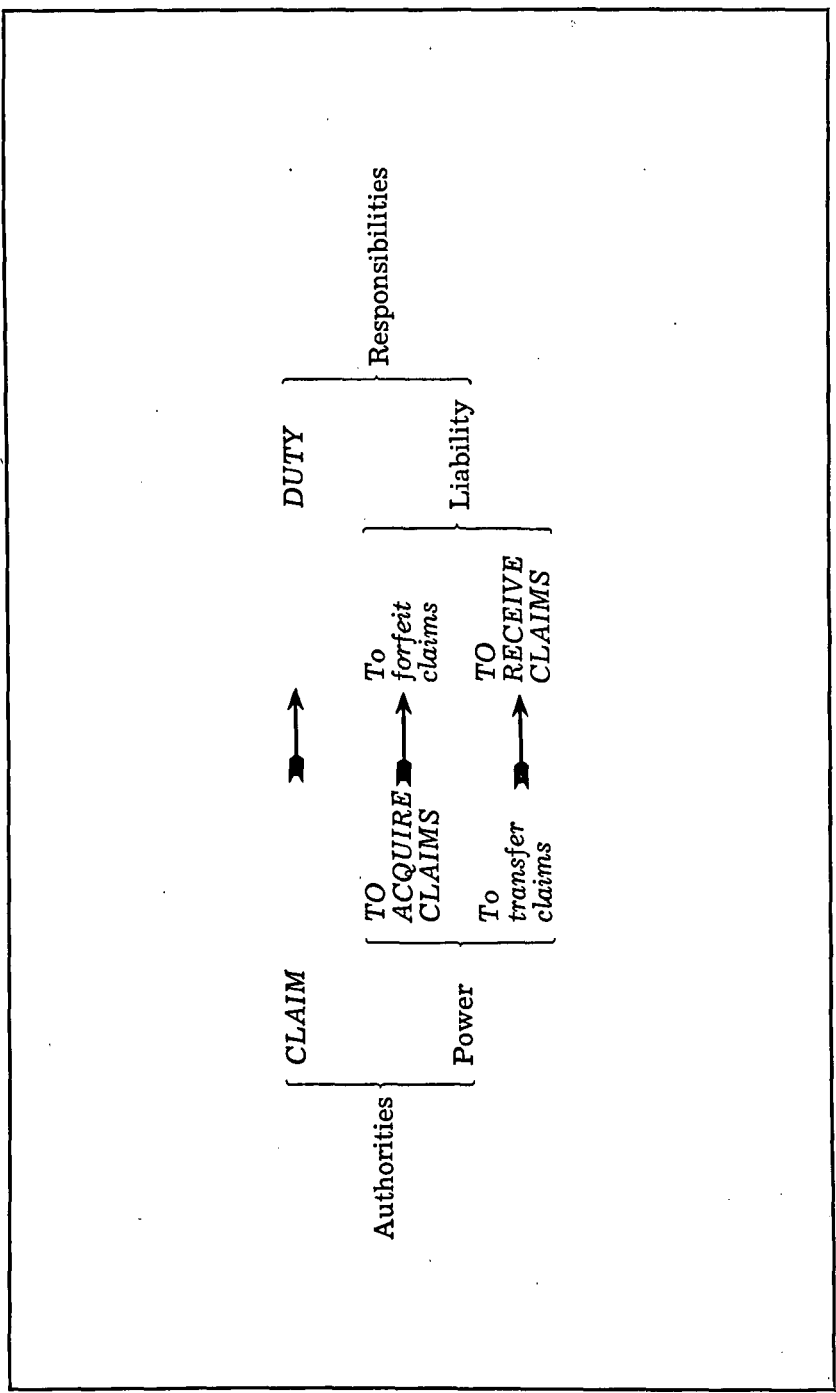 Authorities
CLAIM
Power
TO
ACQUIRE
CLAIMS
To
transfer
claims
To
forfeit
claims
TO
RECEIVE
CLAIMS
DUTY
Liability
Responsibilities